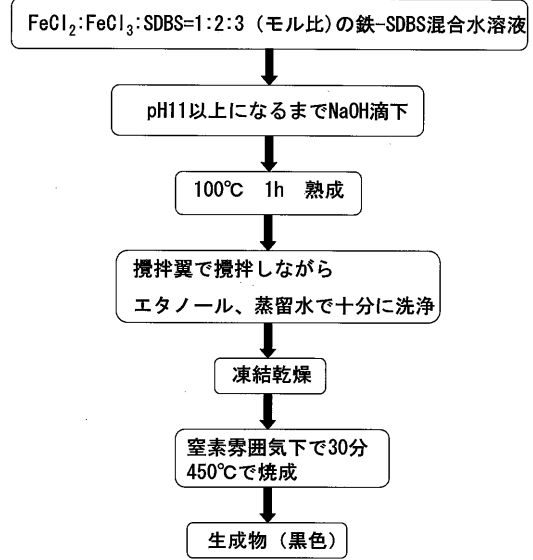 FeCl₂:FeCl₃:SDBS=1:2:3（モル比）の鉄-SDBS混合水溶液
pH11以上になるまでNaOH滴下
100℃ 1h 熟成
攪拌翼で攪拌しながら
エタノール、蒸留水で十分に洗浄
凍結乾燥
窒素雰囲気下で30分
450℃で焼成
生成物（黒色）